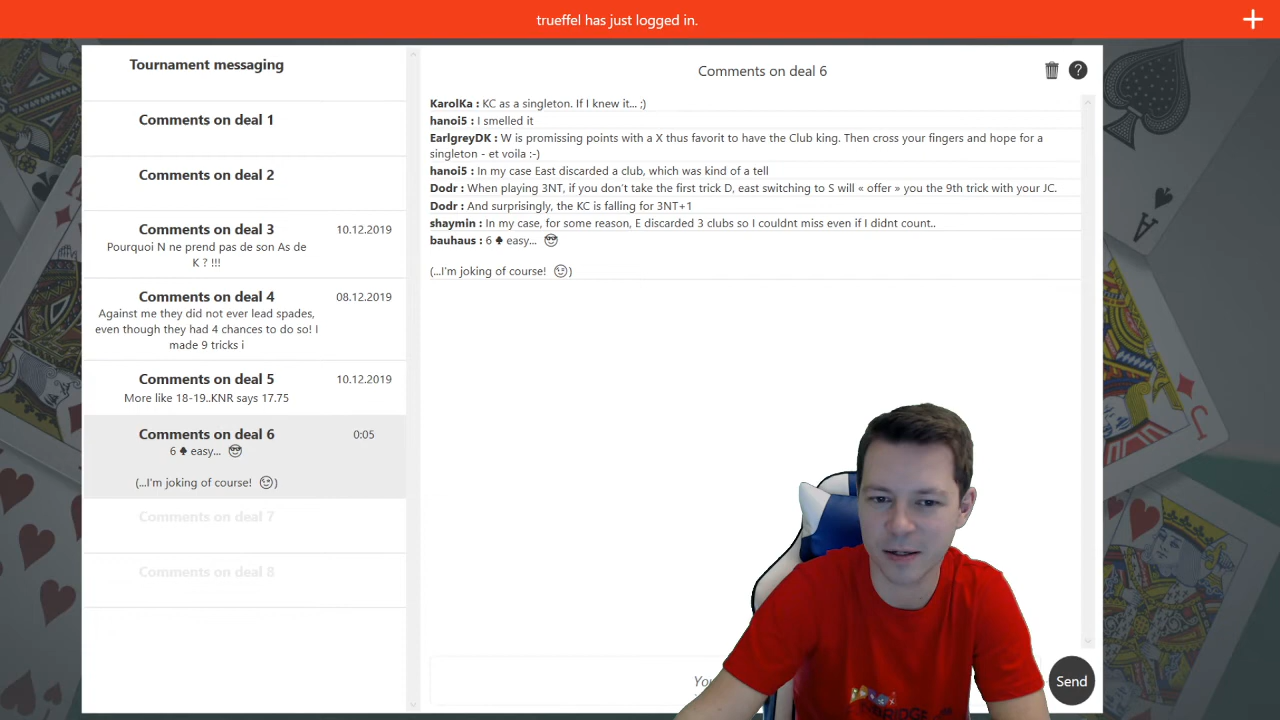 trueffel has just logged in.
Tournament messaging
Comments on deal 1
Comments on deal 2
Comments on deal 3
10.12.2019
Pourquoi N ne prend pas de son As de
K ? !!!
Comments on deal 4
08.12.2019
Against me they did not ever lead spades,
even though they had 4 chances to do so! I
made 9 tricks i
Comments on deal 5
10.12.2019
More like 18-19..KNR says 17.75
Comments on deal 6
0:05
6 ♠ easy... 😎
(...I'm joking of course! 😉)
Comments on deal 7
Comments on deal 8
Comments on deal 6
?
KarolKa : KC as a singleton. If I knew it... ;)
hanoi5 : I smelled it
EarlgreyDK : W is promissing points with a X thus favorit to have the Club king. Then cross your fingers and hope for a
singleton - et voila :-)
hanoi5 : In my case East discarded a club, which was kind of a tell
Dodr : When playing 3NT, if you don't take the first trick D, east switching to S will « offer » you the 9th trick with your JC.
Dodr : And surprisingly, the KC is falling for 3NT+1
shaymin : In my case, for some reason, E discarded 3 clubs so I couldnt miss even if I didnt count..
bauhaus : 6 ♠ easy... 😎
(...I'm joking of course! 😉)
Send
A
J